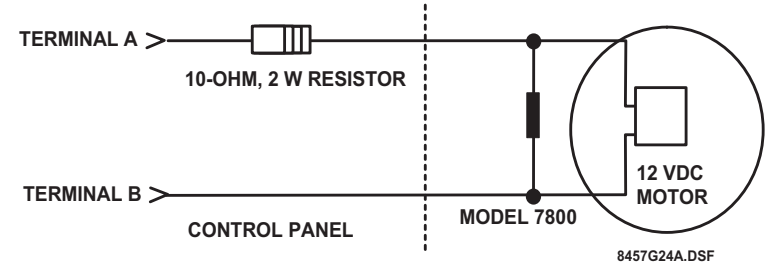 TERMINAL A
10-OHM, 2 W RESISTOR
TERMINAL B
CONTROL PANEL
MODEL 7800
12 VDC
MOTOR
8457G24A.DSF